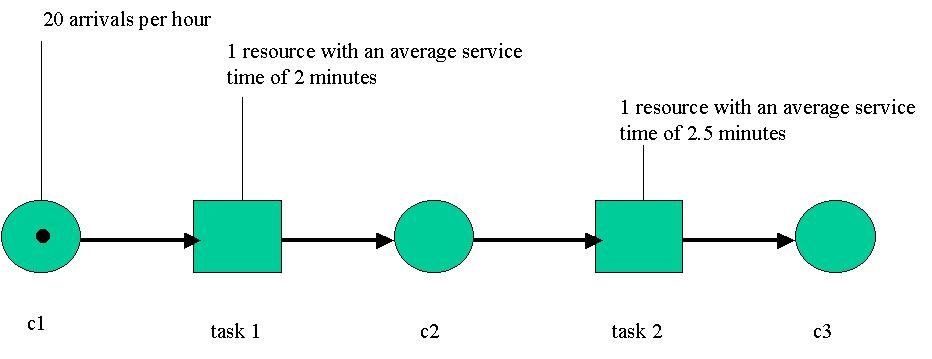 20 arrivals per hour
1 resource with an average service
time of 2 minutes
1 resource with an average service
time of 2.5 minutes
c1
task 1
c2
task 2
c3